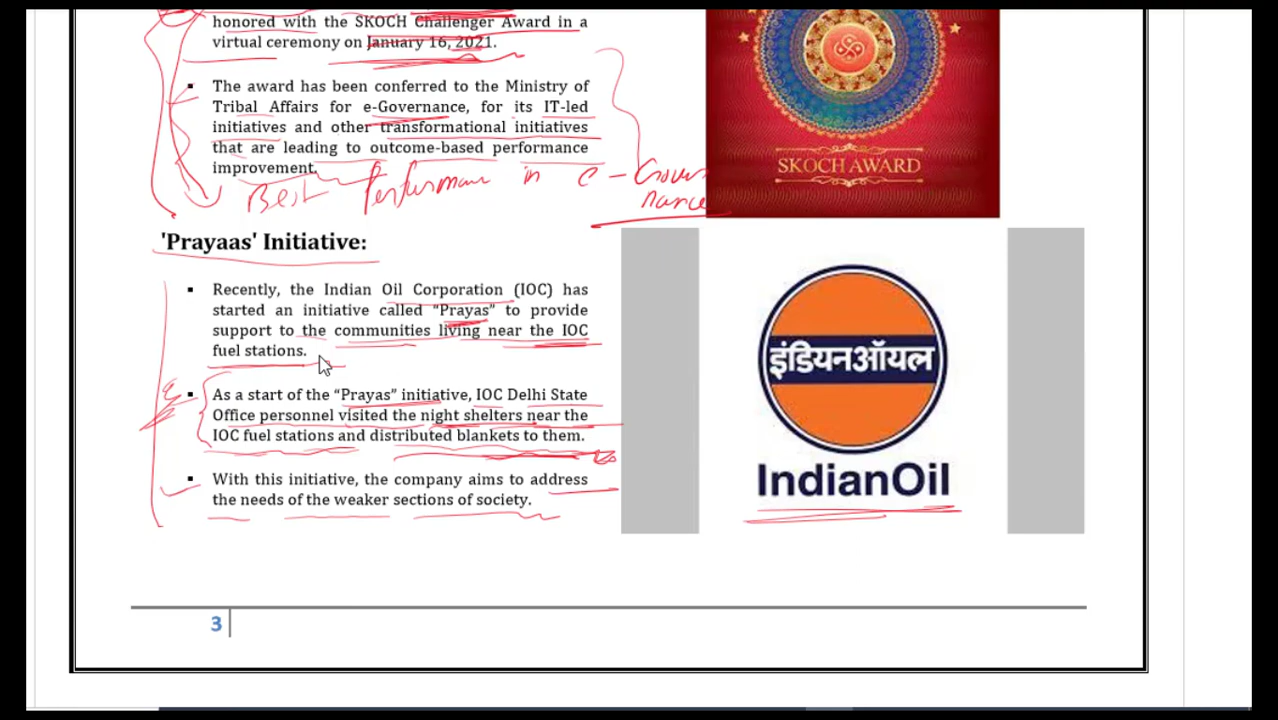 honored with the SKOCH Challenger Award in a
virtual ceremony on January 16, 2021.
▪ The award has been conferred to the Ministry of
Tribal Affairs for e-Governance, for its IT-led
initiatives and other transformational initiatives
that are leading to outcome-based performance
improvement.
Best Performance in e-Gover
nance
SKOCH AWARD
'Prayaas' Initiative:
▪ Recently, the Indian Oil Corporation (IOC) has
started an initiative called “Prayas” to provide
support to the communities living near the IOC
fuel stations.
▪ As a start of the “Prayas” initiative, IOC Delhi State
Office personnel visited the night shelters near the
IOC fuel stations and distributed blankets to them.
▪ With this initiative, the company aims to address
the needs of the weaker sections of society.
इंडियनऑयल
IndianOil
3